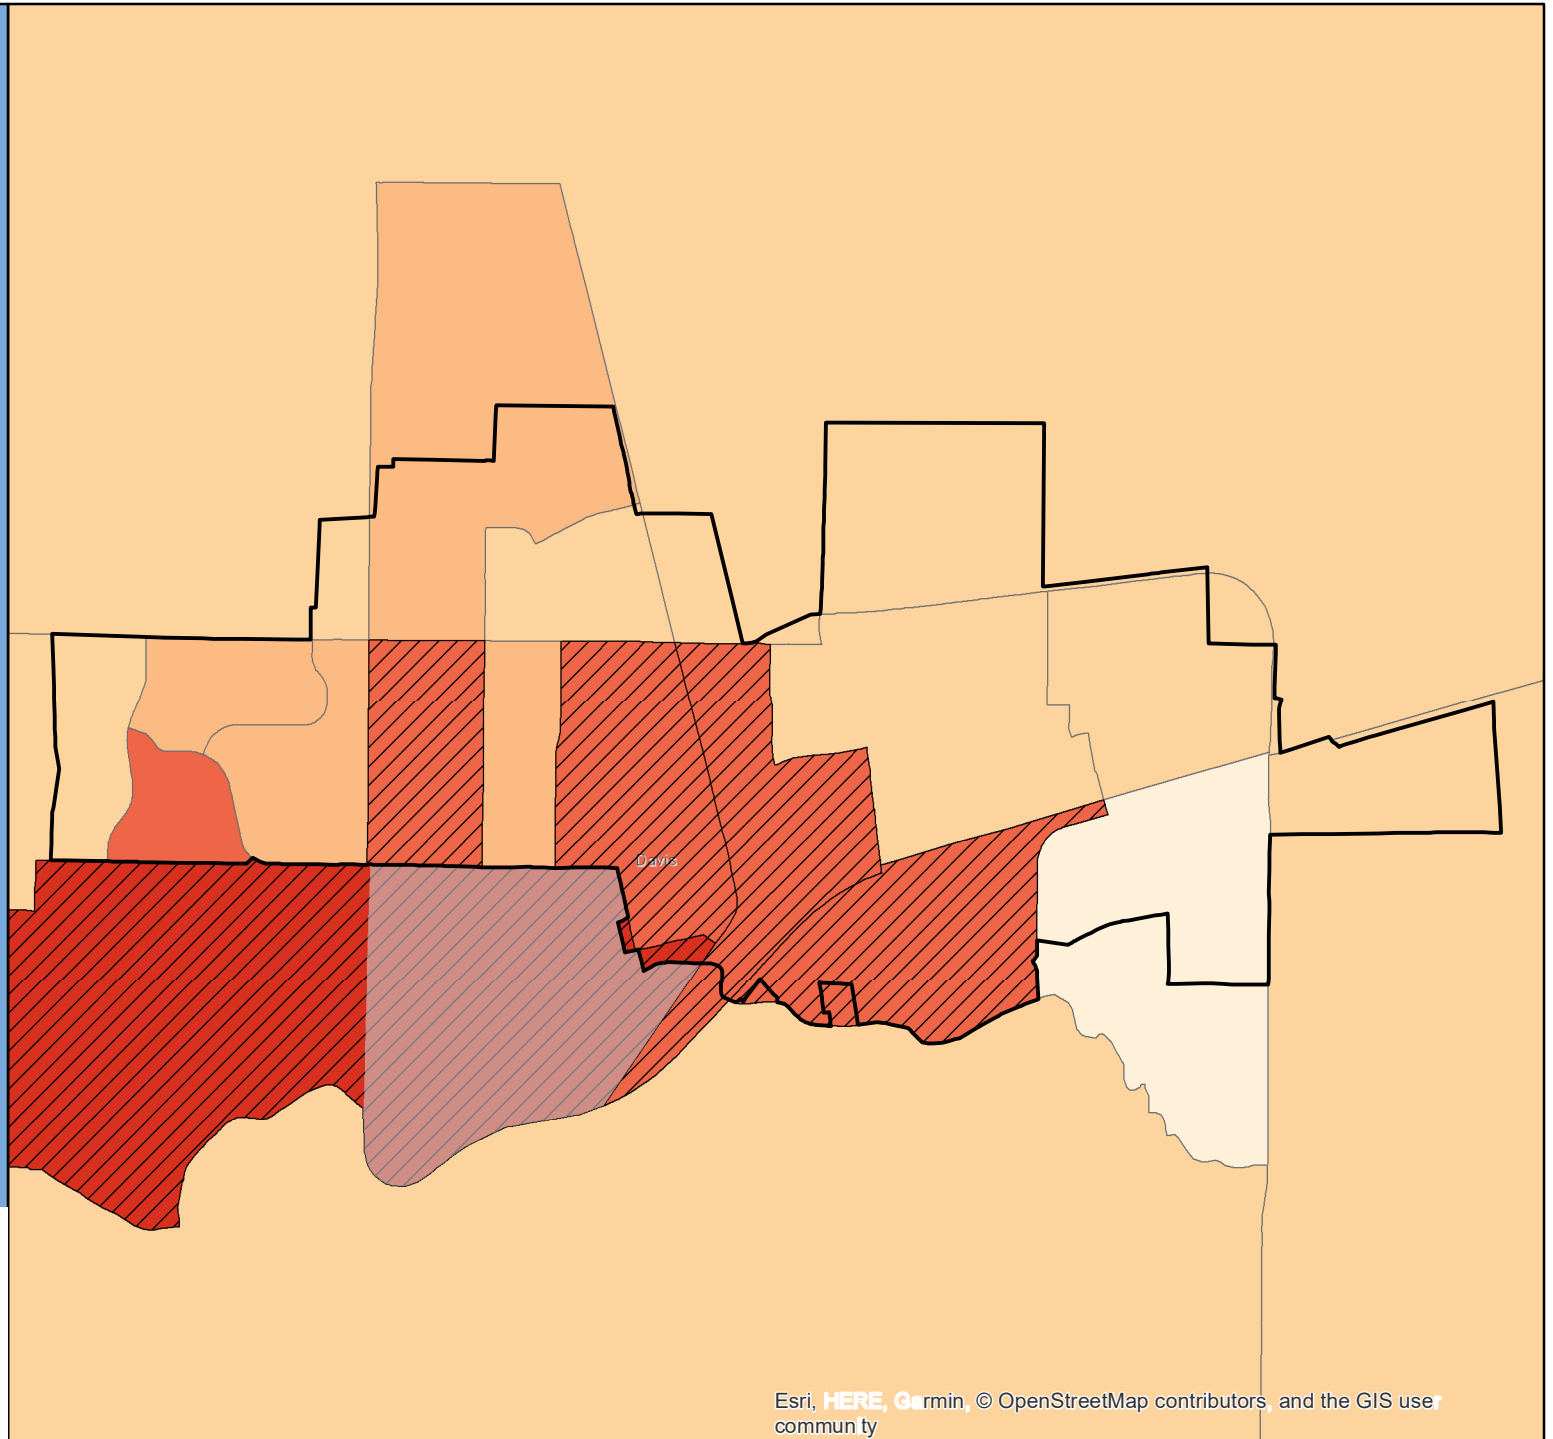 Davis
Esri, HERE, Garmin, © OpenStreetMap contributors, and the GIS user
community